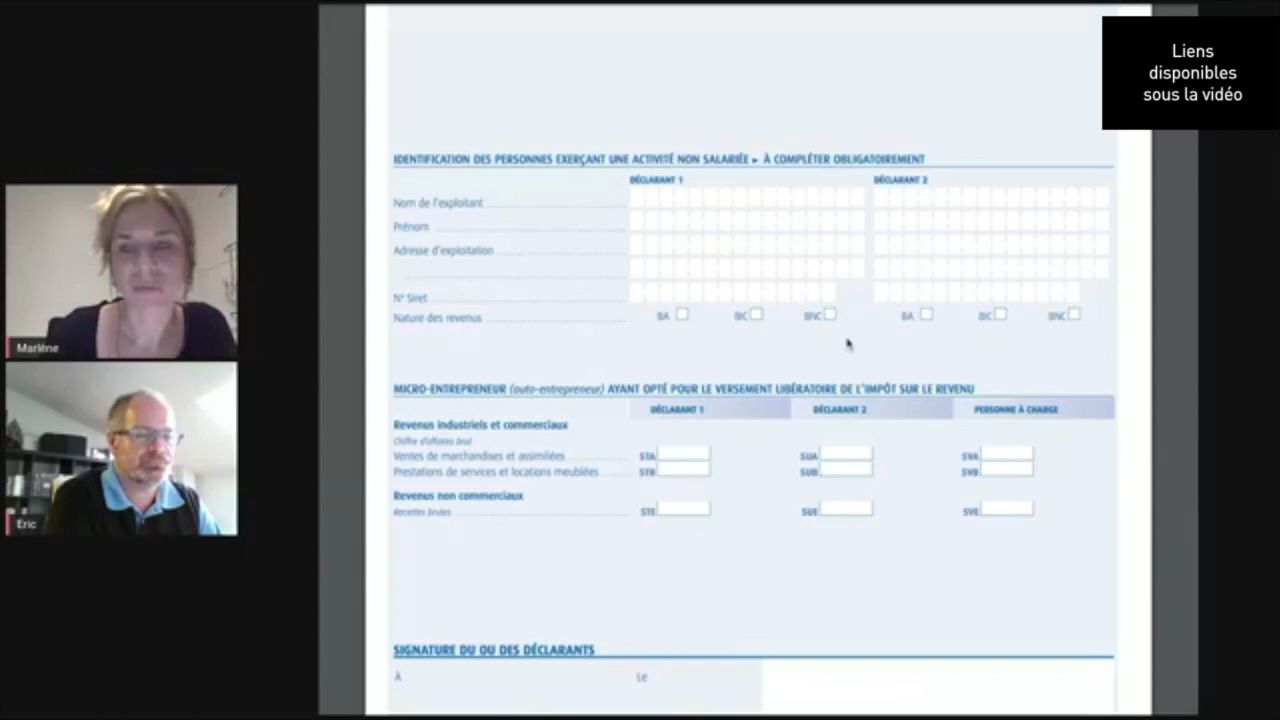 Liens
disponibles
sous la vidéo
IDENTIFICATION DES PERSONNES EXERÇANT UNE ACTIVITÉ NON SALARIÉE ► À COMPLÉTER OBLIGATOIREMENT
DÉCLARANT 1 DÉCLARANT 2
Nom de l'exploitant
Prénom
Adresse d'exploitation
N° Siret
Nature des revenus BA BIC BNC BA BIC BNC
MICRO-ENTREPRENEUR (auto-entrepreneur) AYANT OPTÉ POUR LE VERSEMENT LIBÉRATOIRE DE L'IMPÔT SUR LE REVENU
DÉCLARANT 1 DÉCLARANT 2 PERSONNE À CHARGE
Revenus industriels et commerciaux
Chiffre d'affaires brut
Ventes de marchandises et assimilées 5TA 5UA 5VA
Prestations de services et locations meublées 5TB 5UB 5VB
Revenus non commerciaux
Recettes brutes 5TE 5UE 5VE
SIGNATURE DU OU DES DÉCLARANTS
À Le
Marlène
Eric